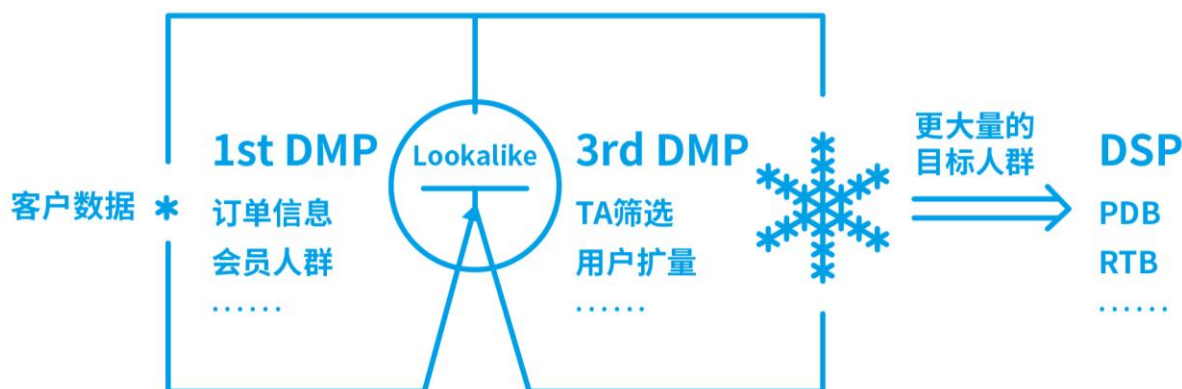 客户数据
1st DMP
订单信息
会员人群
......
Lookalike
3rd DMP
TA筛选
用户扩量
......
更大量的
目标人群
DSP
PDB
RTB
......